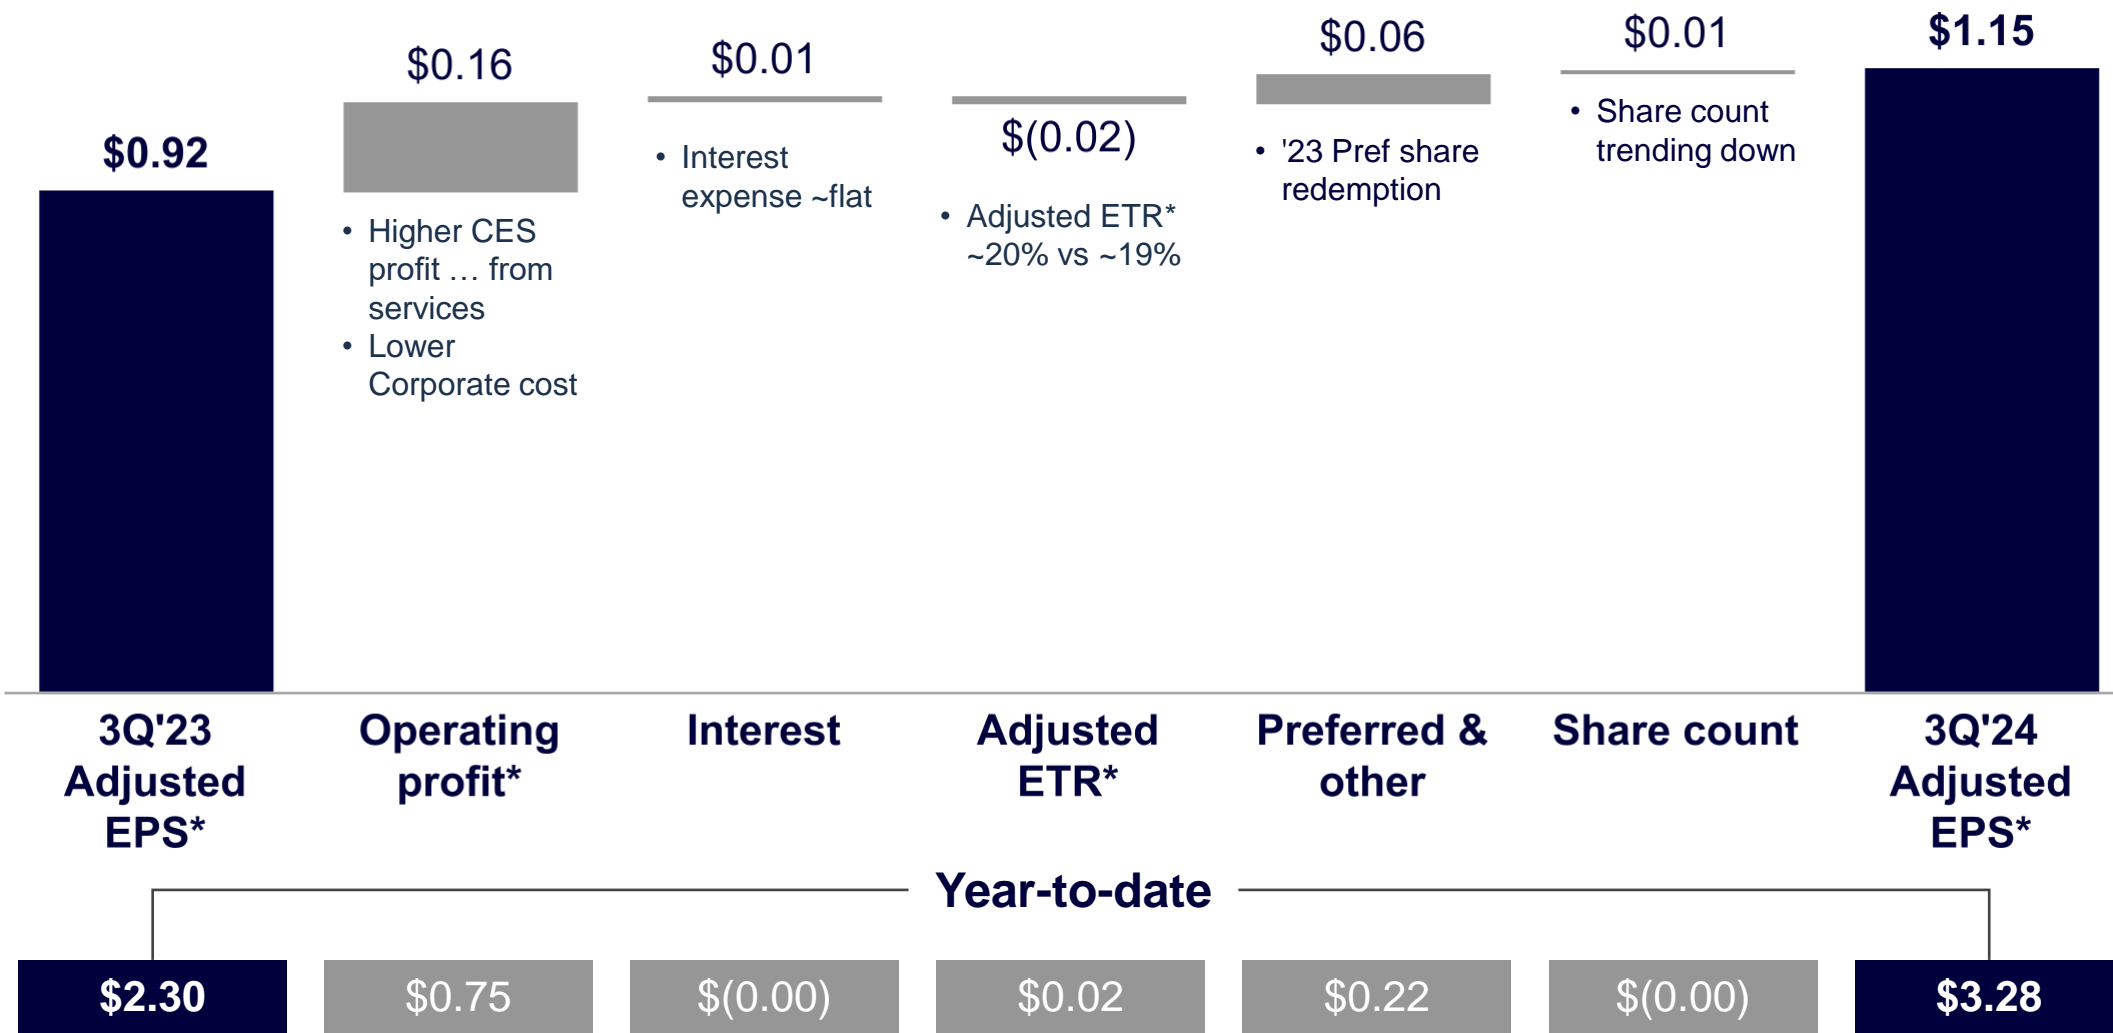 $0.92
$0.16
• Higher CES
profit … from
services
• Lower
Corporate cost
$0.01
• Interest
expense ~flat
$(0.02)
• Adjusted ETR*
~20% vs ~19%
$0.06
• '23 Pref share
redemption
$0.01
• Share count
trending down
$1.15
3Q'23
Adjusted
EPS*
Operating
profit*
Interest
Adjusted
ETR*
Preferred &
other
Share count
3Q'24
Adjusted
EPS*
Year-to-date
$2.30
$0.75
$(0.00)
$0.02
$0.22
$(0.00)
$3.28